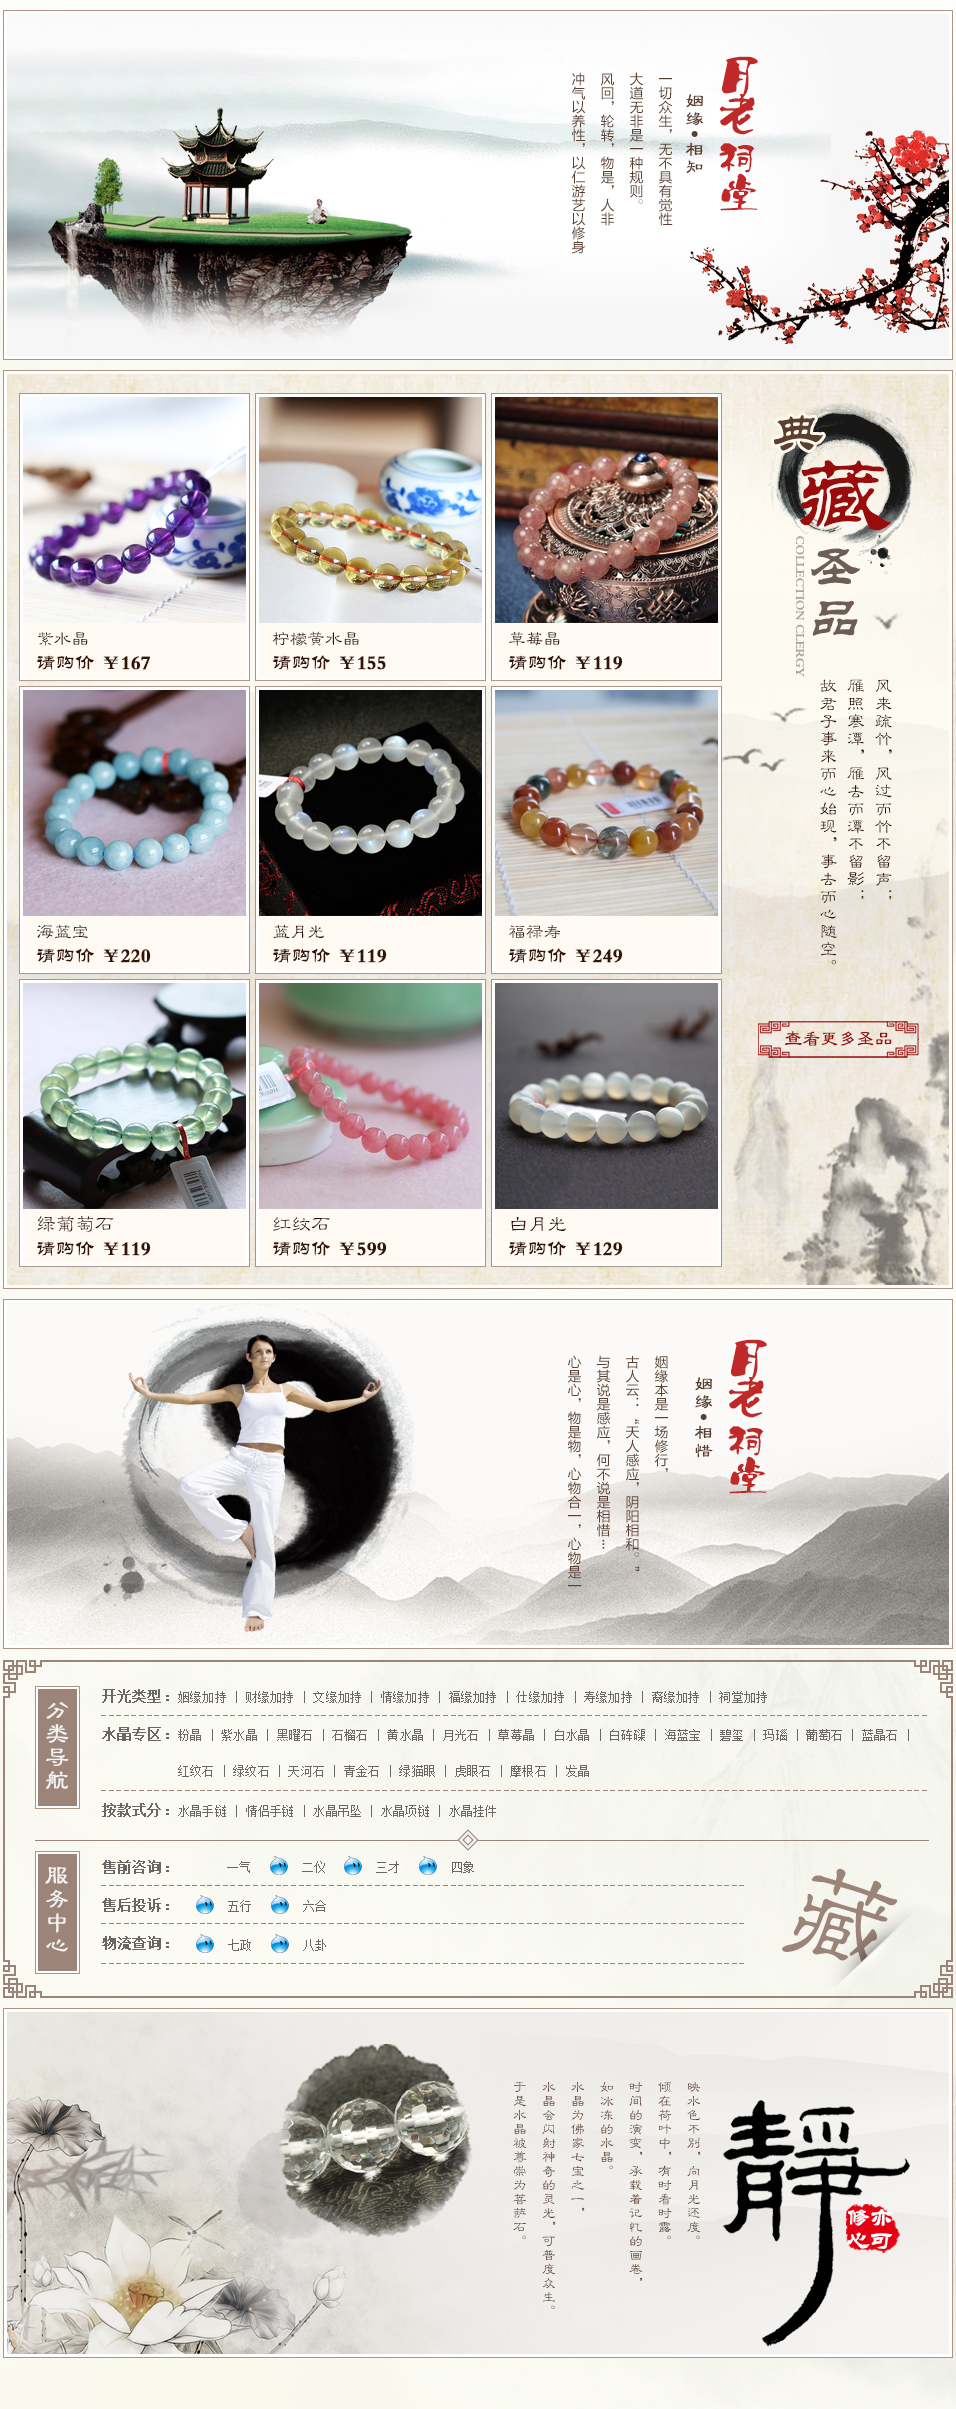 月老祠堂
姻缘•相知
一切众生，无不具有觉性
大道无非是一种规则。
风回，轮转，物是，人非
冲气以养性，以仁游艺以修身
典
藏
圣
品
COLLECTION CLERGY
风来疏竹，风过而竹不留声；
雁照寒潭，雁去而潭不留影；
故君子事来而心始现，事去而心随空。
查看更多圣品
紫水晶
请购价 ￥167
柠檬黄水晶
请购价 ￥155
草莓晶
请购价 ￥119
海蓝宝
请购价 ￥220
蓝月光
请购价 ￥119
福禄寿
请购价 ￥249
绿葡萄石
请购价 ￥119
红纹石
请购价 ￥599
白月光
请购价 ￥129
月老祠堂
姻缘•相惜
姻缘本是一场修行，
古人云：“天人感应，阴阳相和。”
与其说是感应，何不说是相惜…
心是心，物是物，心物合一，心物是一
分类导航
开光类型： 姻缘加持 | 财缘加持 | 文缘加持 | 情缘加持 | 福缘加持 | 仕缘加持 | 寿缘加持 | 裔缘加持 | 祠堂加持
水晶专区： 粉晶 | 紫水晶 | 黑曜石 | 石榴石 | 黄水晶 | 月光石 | 草莓晶 | 白水晶 | 白砗磲 | 海蓝宝 | 碧玺 | 玛瑙 | 葡萄石 | 蓝晶石 |
红纹石 | 绿纹石 | 天河石 | 青金石 | 绿猫眼 | 虎眼石 | 摩根石 | 发晶
按款式分： 水晶手链 | 情侣手链 | 水晶吊坠 | 水晶项链 | 水晶挂件
服务中心
售前咨询： 一气 二仪 三才 四象
售后投诉： 五行 六合
物流查询： 七政 八卦
藏
靜
亦可修心
映水色不别，向月光还度。
倾在荷叶中，有时看时露。
时间的演变，承载着记忆的画卷，
如冰冻的水晶。
水晶为佛家七宝之一，
水晶会闪射神奇的灵光，可普度众生。
于是水晶被尊崇为菩萨石。